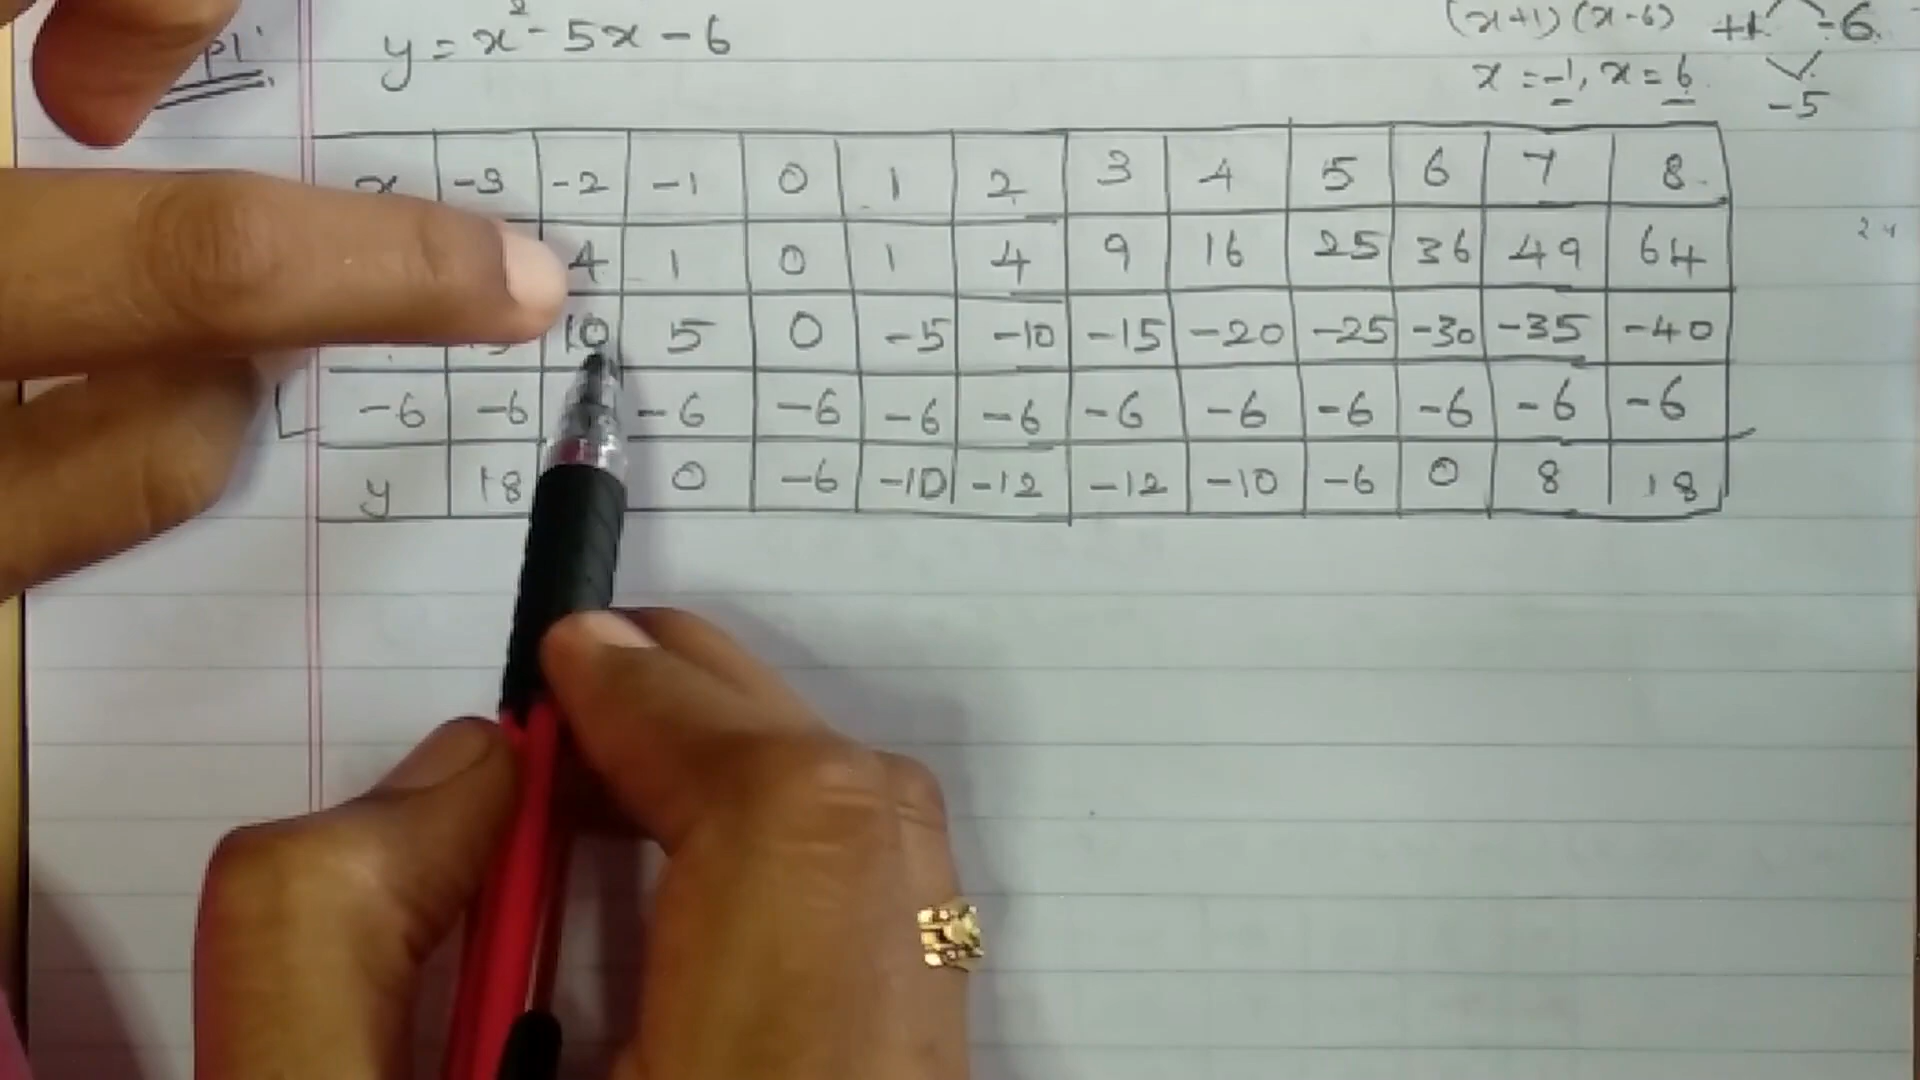 y = x² - 5x - 6
(x+1) (x-6) +1 -6
x = -1, x = 6 -5
x -3 -2 -1 0 1 2 3 4 5 6 7 8
4 1 0 1 4 9 16 25 36 49 64
10 5 0 -5 -10 -15 -20 -25 -30 -35 -40
-6 -6 -6 -6 -6 -6 -6 -6 -6 -6 -6 -6
y 18 0 -6 -10 -12 -12 -10 -6 0 8 18